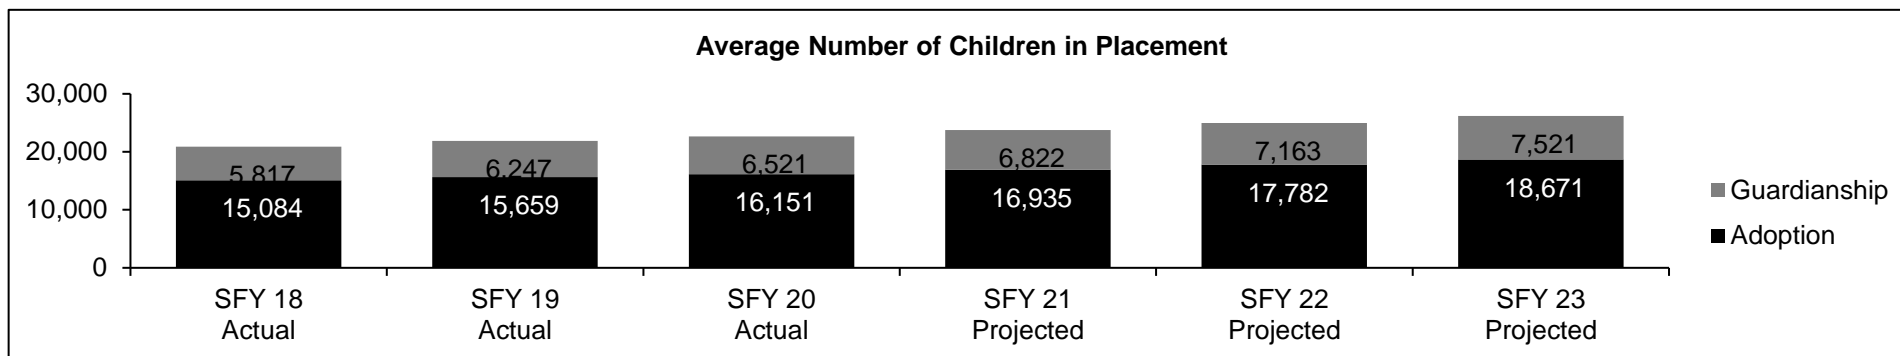 Average Number of Children in Placement
30,000
20,000
10,000
0
5,817
6,247
6,521
6,822
7,163
7,521
15,084
15,659
16,151
16,935
17,782
18,671
Guardianship
Adoption
SFY 18
Actual
SFY 19
Actual
SFY 20
Actual
SFY 21
Projected
SFY 22
Projected
SFY 23
Projected